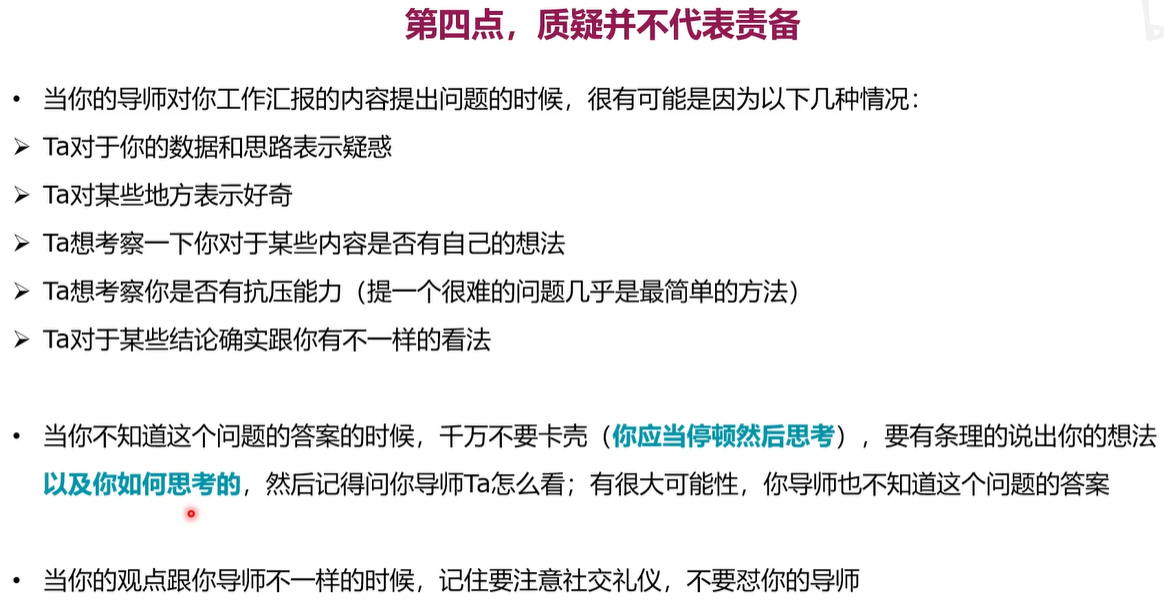 第四点，质疑并不代表责备
• 当你的导师对你工作汇报的内容提出问题的时候，很有可能是因为以下几种情况：
➢ Ta对于你的数据和思路表示疑惑
➢ Ta对某些地方表示好奇
➢ Ta想考察一下你对于某些内容是否有自己的想法
➢ Ta想考察你是否有抗压能力（提一个很难的问题几乎是最简单的方法）
➢ Ta对于某些结论确实跟你有不一样的看法
• 当你不知道这个问题的答案的时候，千万不要卡壳（你应当停顿然后思考），要有条理的说出你的想法
以及你如何思考的，然后记得问你导师Ta怎么看；有很大可能性，你导师也不知道这个问题的答案
• 当你的观点跟你导师不一样的时候，记住要注意社交礼仪，不要怼你的导师